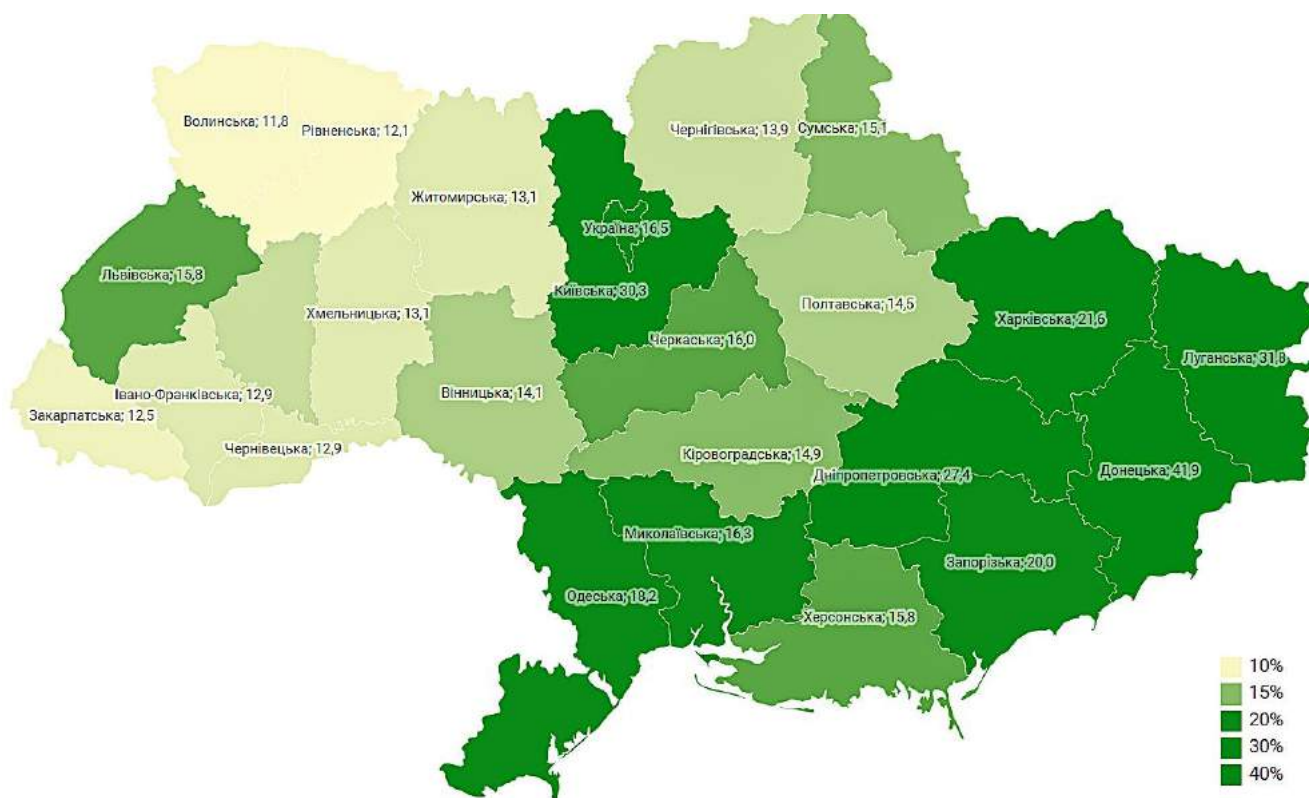 Волинська; 11,8
Рівненська; 12,1
Чернігівська; 13,9
Сумська; 15,1
Житомирська; 13,1
Україна; 16,5
Львівська; 15,8
Київська; 30,3
Хмельницька; 13,1
Полтавська; 14,5
Харківська; 21,6
Черкаська; 16,0
Луганська; 31,8
Івано-Франківська; 12,9
Вінницька; 14,1
Закарпатська; 12,5
Чернівецька; 12,9
Кіровоградська; 14,9
Дніпропетровська; 27,4
Донецька; 41,9
Миколаївська; 16,3
Запорізька; 20,0
Одеська; 18,2
Херсонська; 15,8
10%
15%
20%
30%
40%